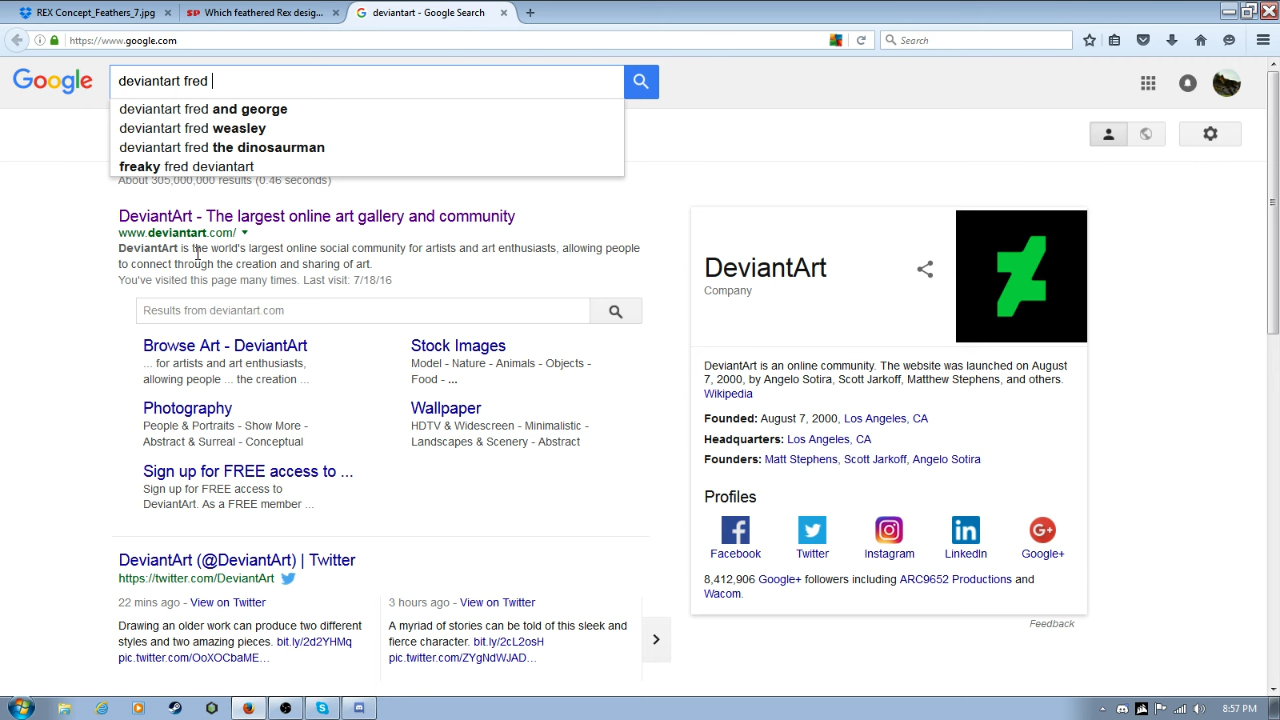 REX Concept_Feathers_7.jpg
Which feathered Rex desig...
deviantart - Google Search
https://www.google.com
Search
Google
deviantart fred
deviantart fred and george
deviantart fred weasley
deviantart fred the dinosaurman
freaky fred deviantart
About 305,000,000 results (0.46 seconds)
DeviantArt - The largest online art gallery and community
www.deviantart.com/
DeviantArt is the world's largest online social community for artists and art enthusiasts, allowing people
to connect through the creation and sharing of art.
You've visited this page many times. Last visit: 7/18/16
Results from deviantart.com
Browse Art - DeviantArt
... for artists and art enthusiasts,
allowing people ... the creation ...
Stock Images
Model - Nature - Animals - Objects -
Food - ...
Photography
People & Portraits - Show More -
Abstract & Surreal - Conceptual
Wallpaper
HDTV & Widescreen - Minimalistic -
Landscapes & Scenery - Abstract
Sign up for FREE access to ...
Sign up for FREE access to
DeviantArt. As a FREE member ...
DeviantArt (@DeviantArt) | Twitter
https://twitter.com/DeviantArt
22 mins ago - View on Twitter
Drawing an older work can produce two different
styles and two amazing pieces. bit.ly/2d2YHMq
pic.twitter.com/OoXOCbaME...
3 hours ago - View on Twitter
A myriad of stories can be told of this sleek and
fierce character. bit.ly/2cL2osH
pic.twitter.com/ZYgNdWJAD...
DeviantArt
Company
DeviantArt is an online community. The website was launched on August
7, 2000, by Angelo Sotira, Scott Jarkoff, Matthew Stephens, and others.
Wikipedia
Founded: August 7, 2000, Los Angeles, CA
Headquarters: Los Angeles, CA
Founders: Matt Stephens, Scott Jarkoff, Angelo Sotira
Profiles
Facebook
Twitter
Instagram
LinkedIn
Google+
8,412,906 Google+ followers including ARC9652 Productions and
Wacom.
Feedback
8:57 PM